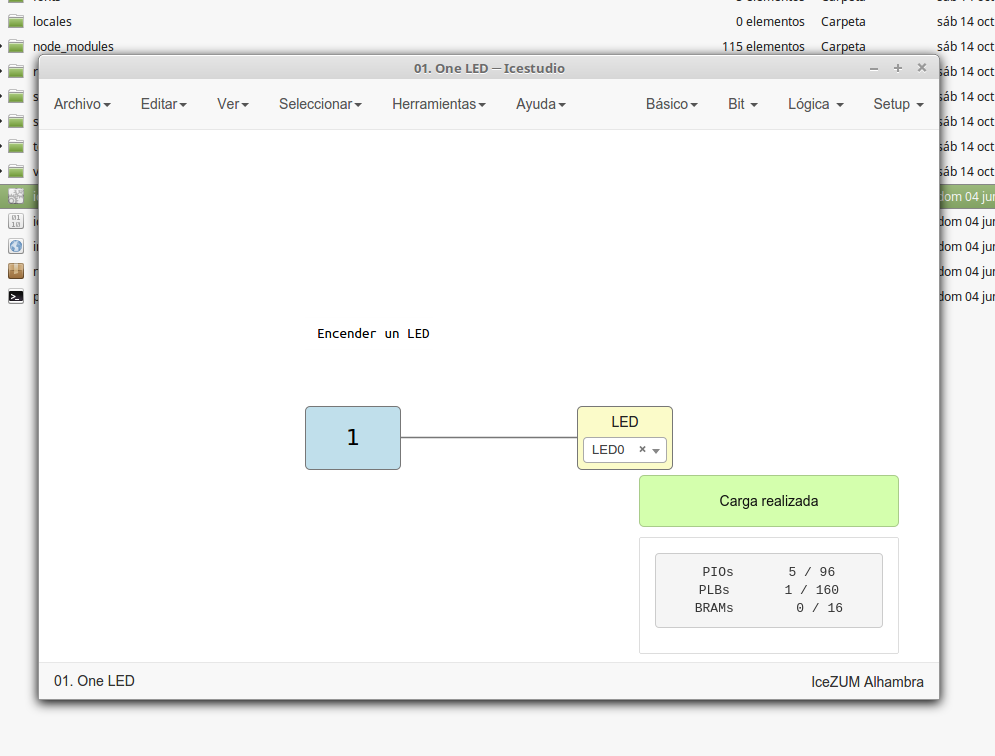 locales 0 elementos Carpeta sáb 14 oct
node_modules 115 elementos Carpeta sáb 14 oct
01. One LED — Icestudio
sáb 14 oct
Archivo Editar Ver Seleccionar Herramientas Ayuda Básico Bit Lógica Setup
sáb 14 oct
sáb 14 oct
sáb 14 oct
sáb 14 oct
dom 04 jun
dom 04 jun
dom 04 jun
dom 04 jun
dom 04 jun
Encender un LED
1
LED
LED0
Carga realizada
PIOs 5 / 96
PLBs 1 / 160
BRAMs 0 / 16
01. One LED
IceZUM Alhambra